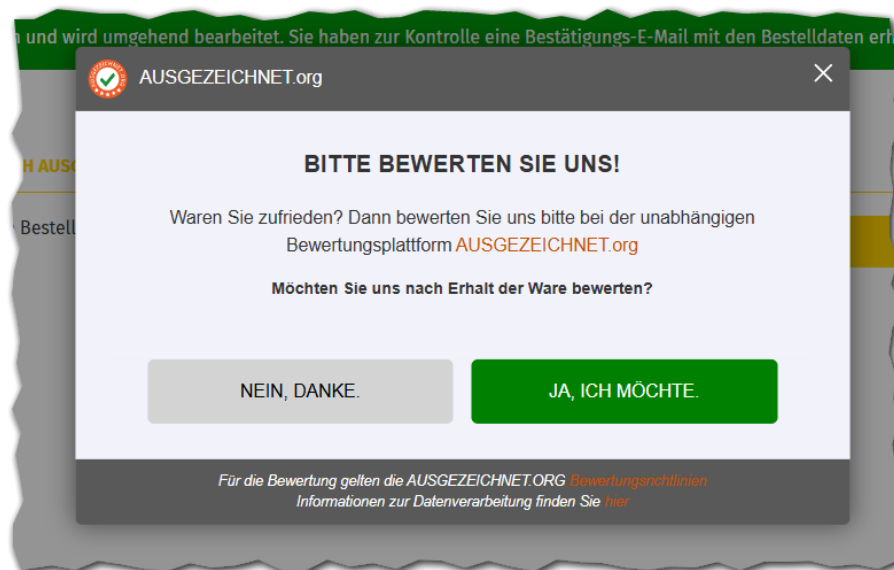 und wird umgehend bearbeitet. Sie haben zur Kontrolle eine Bestätigungs-E-Mail mit den Bestelldaten
AUSGEZEICHNET.org
BITTE BEWERTEN SIE UNS!
Waren Sie zufrieden? Dann bewerten Sie uns bitte bei der unabhängigen
Bewertungsplattform AUSGEZEICHNET.org
Möchten Sie uns nach Erhalt der Ware bewerten?
NEIN, DANKE.
JA, ICH MÖCHTE.
Für die Bewertung gelten die AUSGEZEICHNET.ORG Bewertungsrichtlinien
Informationen zur Datenverarbeitung finden Sie hier